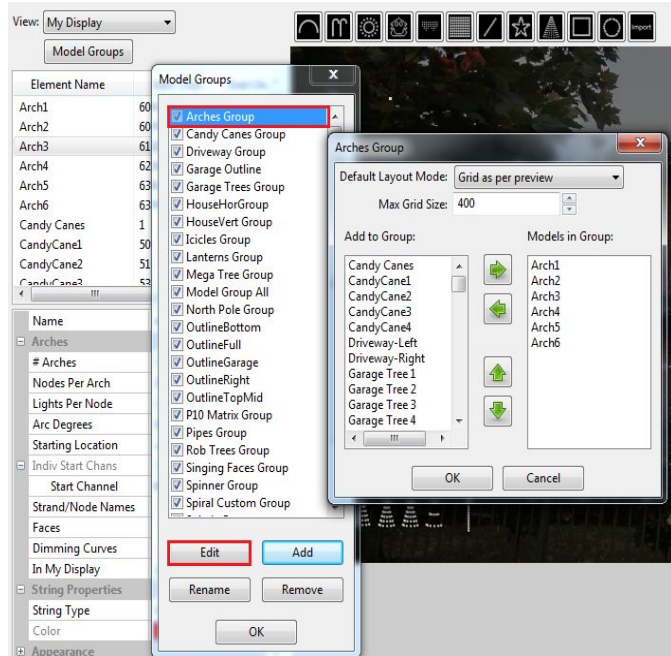 View: My Display
Model Groups
Import
Element Name
Arch1 60
Arch2 60
Arch3 61
Arch4 62
Arch5 63
Arch6 63
Candy Canes 1
CandyCane1 50
CandyCane2 51
CandyCane3 53
Name
Arches
# Arches
Nodes Per Arch
Lights Per Node
Arc Degrees
Starting Location
Indiv Start Chans
Start Channel
Strand/Node Names
Faces
Dimming Curves
In My Display
String Properties
String Type
Color
Appearance
Model Groups
Arches Group
Candy Canes Group
Driveway Group
Garage Outline
Garage Trees Group
HouseHorGroup
HouseVert Group
Icicles Group
Lanterns Group
Mega Tree Group
Model Group All
North Pole Group
OutlineBottom
OutlineFull
OutlineGarage
OutlineRight
OutlineTopMid
P10 Matrix Group
Pipes Group
Rob Trees Group
Singing Faces Group
Spinner Group
Spiral Custom Group
Edit Add
Rename Remove
OK
Arches Group
Default Layout Mode: Grid as per preview
Max Grid Size: 400
Add to Group:
Candy Canes
CandyCane1
CandyCane2
CandyCane3
CandyCane4
Driveway-Left
Driveway-Right
Garage Tree 1
Garage Tree 2
Garage Tree 3
Garage Tree 4
Models in Group:
Arch1
Arch2
Arch3
Arch4
Arch5
Arch6
OK Cancel